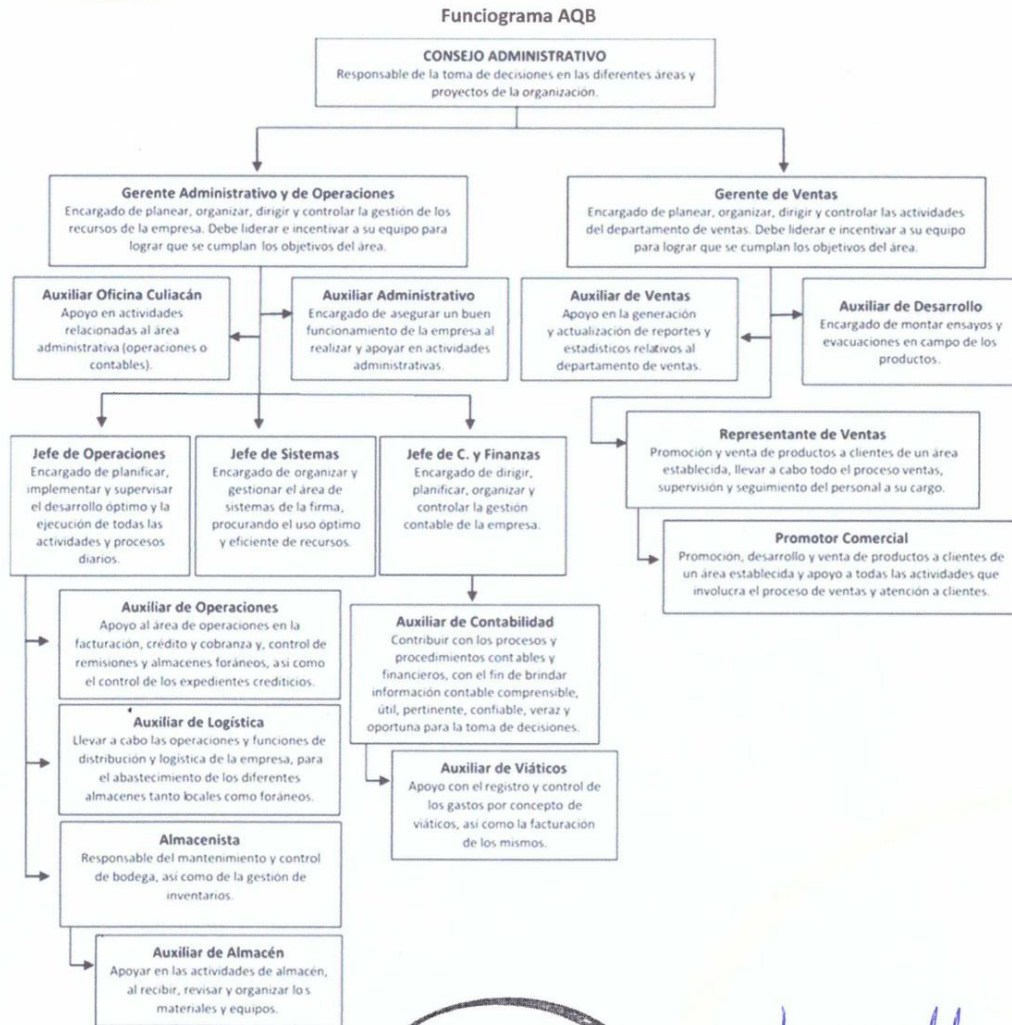 Funciograma AQB
CONSEJO ADMINISTRATIVO
Responsable de la toma de decisiones en las diferentes áreas y
proyectos de la organización.
Gerente Administrativo y de Operaciones
Encargado de planear, organizar, dirigir y controlar la gestión de los
recursos de la empresa. Debe liderar e incentivar a su equipo para
lograr que se cumplan los objetivos del área.
Gerente de Ventas
Encargado de planear, organizar, dirigir y controlar las actividades
del departamento de ventas. Debe liderar e incentivar a su equipo
para lograr que se cumplan los objetivos del área.
Auxiliar Oficina Culiacán
Apoyo en actividades
relacionadas al área
administrativa (operaciones o
contables).
Auxiliar Administrativo
Encargado de asegurar un buen
funcionamiento de la empresa al
realizar y apoyar en actividades
administrativas.
Auxiliar de Ventas
Apoyo en la generación
y actualización de reportes y
estadísticos relativos al
departamento de ventas.
Auxiliar de Desarrollo
Encargado de montar ensayos y
evacuaciones en campo de los
productos.
Jefe de Operaciones
Encargado de planificar,
implementar y supervisar
el desarrollo óptimo y la
ejecución de todas las
actividades y procesos
diarios.
Jefe de Sistemas
Encargado de organizar y
gestionar el área de
sistemas de la firma,
procurando el uso óptimo
y eficiente de recursos.
Jefe de C. y Finanzas
Encargado de dirigir,
planificar, organizar y
controlar la gestión
contable de la empresa.
Representante de Ventas
Promoción y venta de productos a clientes de un área
establecida, llevar a cabo todo el proceso ventas,
supervisión y seguimiento del personal a su cargo.
Promotor Comercial
Promoción, desarrollo y venta de productos a clientes de
un área establecida y apoyo a todas las actividades que
involucra el proceso de ventas y atención a clientes.
Auxiliar de Operaciones
Apoyo al área de operaciones en la
facturación, crédito y cobranza y, control de
remisiones y almacenes foráneos, asi como
el control de los expedientes crediticios.
Auxiliar de Contabilidad
Contribuir con los procesos y
procedimientos contables y
financieros, con el fin de brindar
información contable comprensible,
útil, pertinente, confiable, veraz y
oportuna para la toma de decisiones.
Auxiliar de Logística
Llevar a cabo las operaciones y funciones de
distribución y logística de la empresa, para
el abastecimiento de los diferentes
almacenes tanto locales como foráneos.
Auxiliar de Viáticos
Apoyo con el registro y control de
los gastos por concepto de
viáticos, así como la facturación
de los mismos.
Almacenista
Responsable del mantenimiento y control
de bodega, así como de la gestión de
inventarios.
Auxiliar de Almacén
Apoyar en las actividades de almacén,
al recibir, revisar y organizar los
materiales y equipos.